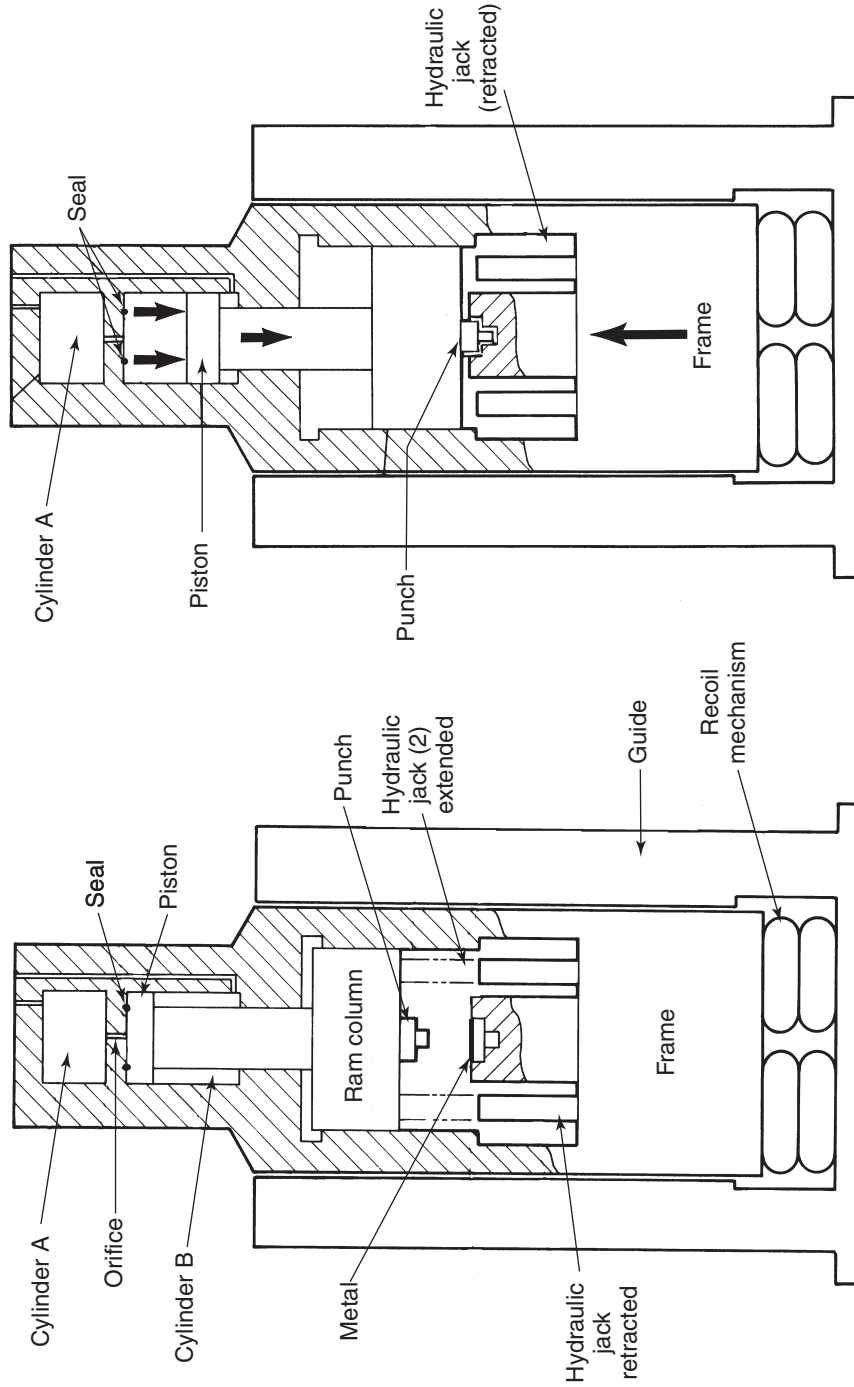 Cylinder A
Orifice
Cylinder B
Seal
Piston
Ram column
Punch
Hydraulic
jack (2)
extended
Metal
Hydraulic
jack
retracted
Frame
Guide
Recoil
mechanism
Cylinder A
Seal
Piston
Punch
Hydraulic
jack
(retracted)
Frame